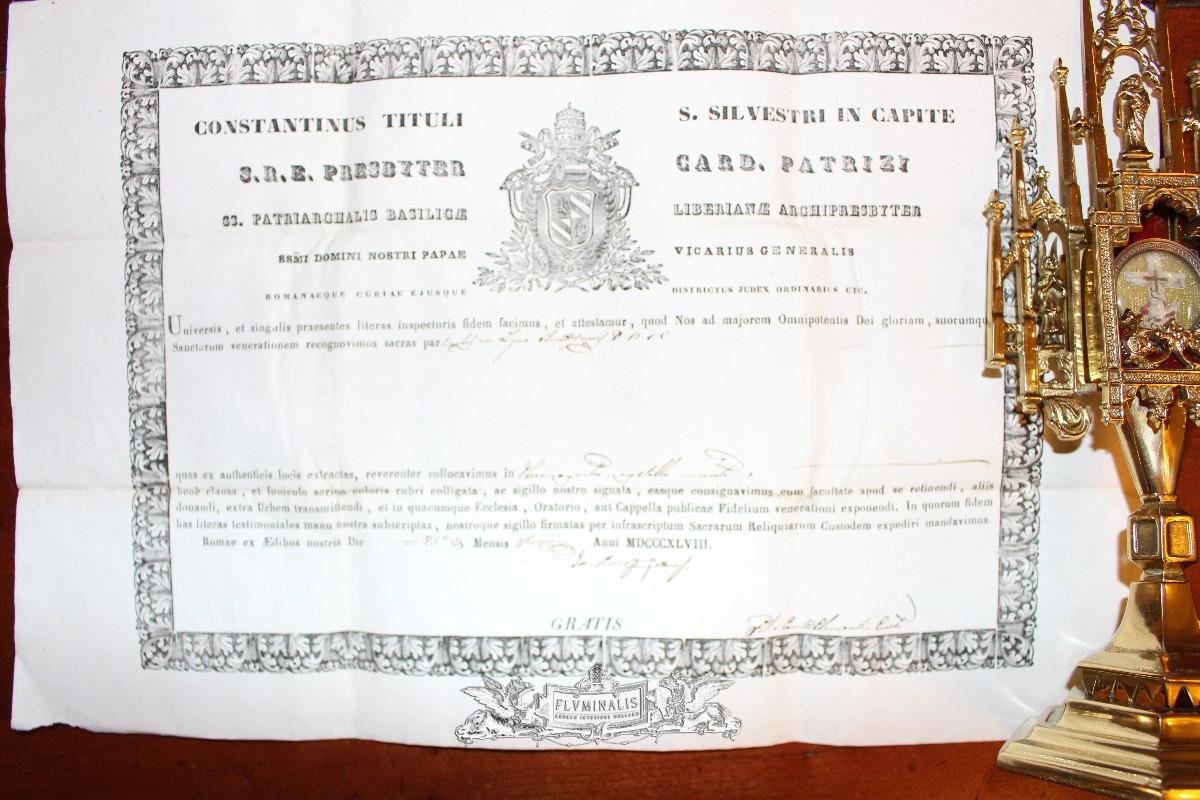 CONSTANTINUS TITULI S. SILVESTRI IN CAPITE
S.R.E. PRESBYTER CARD. PATRIZI
SS. PATRIARCHALIS BASILICÆ LIBERIANÆ ARCHIPRESBYTER
SSMI DOMINI NOSTRI PAPAE VICARIUS GENERALIS
ROMANAEQUE CURIAE EJUSQUE DISTRICTUS JUDEX ORDINARIUS ETC.
Universis, et singulis praesentes literas inspecturis fidem facimus, et attestamur, quod Nos ad majorem Omnipotentis Dei gloriam, suorumqu
Sanctorum venerationem recognovimus sacras par
quas ex authenticis locis extractas, reverenter collocavimus in
benè clausa, et funiculo serico coloris rubri colligata, ac sigillo nostro signata, easque consignavimus cum facultate apud se retinendi, aliis
donandi, extra Urbem transmittendi, et in quacumque Ecclesia, Oratorio, aut Cappella publicae Fidelium venerationi exponendi. In quorum fidem
has literas testimoniales manu nostra subscriptas, nostroque sigillo firmatas per infrascriptum Sacrarum Reliquiarum Custodem expediri mandavimus.
Romae ex Ædibus nostris Die Mensis Anni MDCCCXLVIII.
GRATIS
FLVMINALIS